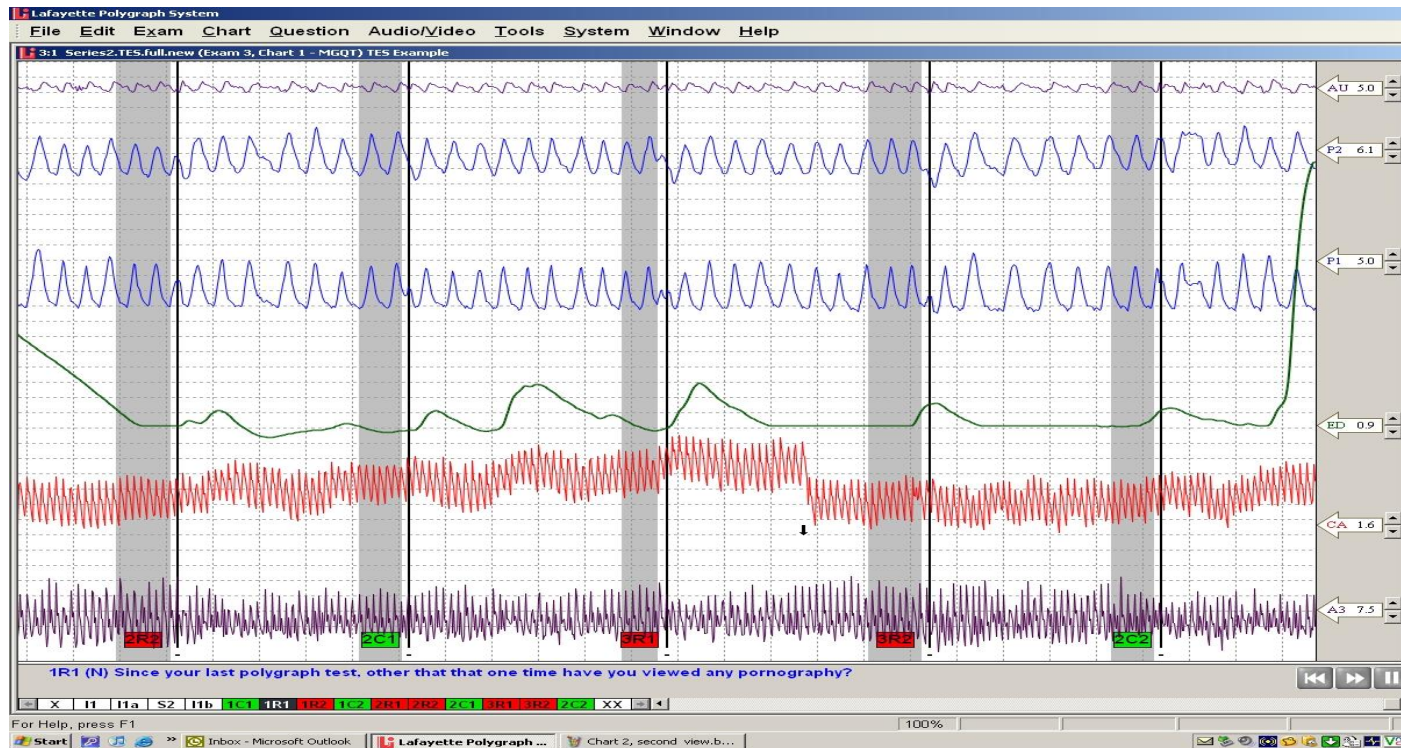 Lafayette Polygraph System
File Edit Exam Chart Question Audio/Video Tools System Window Help
3:1 Series2.TES.full.new (Exam 3, Chart 1 - MGQT) TES Example
AU 5.0
P2 6.1
P1 5.0
ED 0.9
CA 1.6
A3 7.5
2R2 2C1 3R1 3R2 2C2
1R1 (N) Since your last polygraph test, other that that one time have you viewed any pornography?
X I1 I1a S2 I1b 1C1 1R1 1R2 1C2 2R1 2R2 2C1 3R1 3R2 2C2 XX
For Help, press F1 100%
Start Inbox - Microsoft Outlook Lafayette Polygraph ... Chart 2, second view.b...